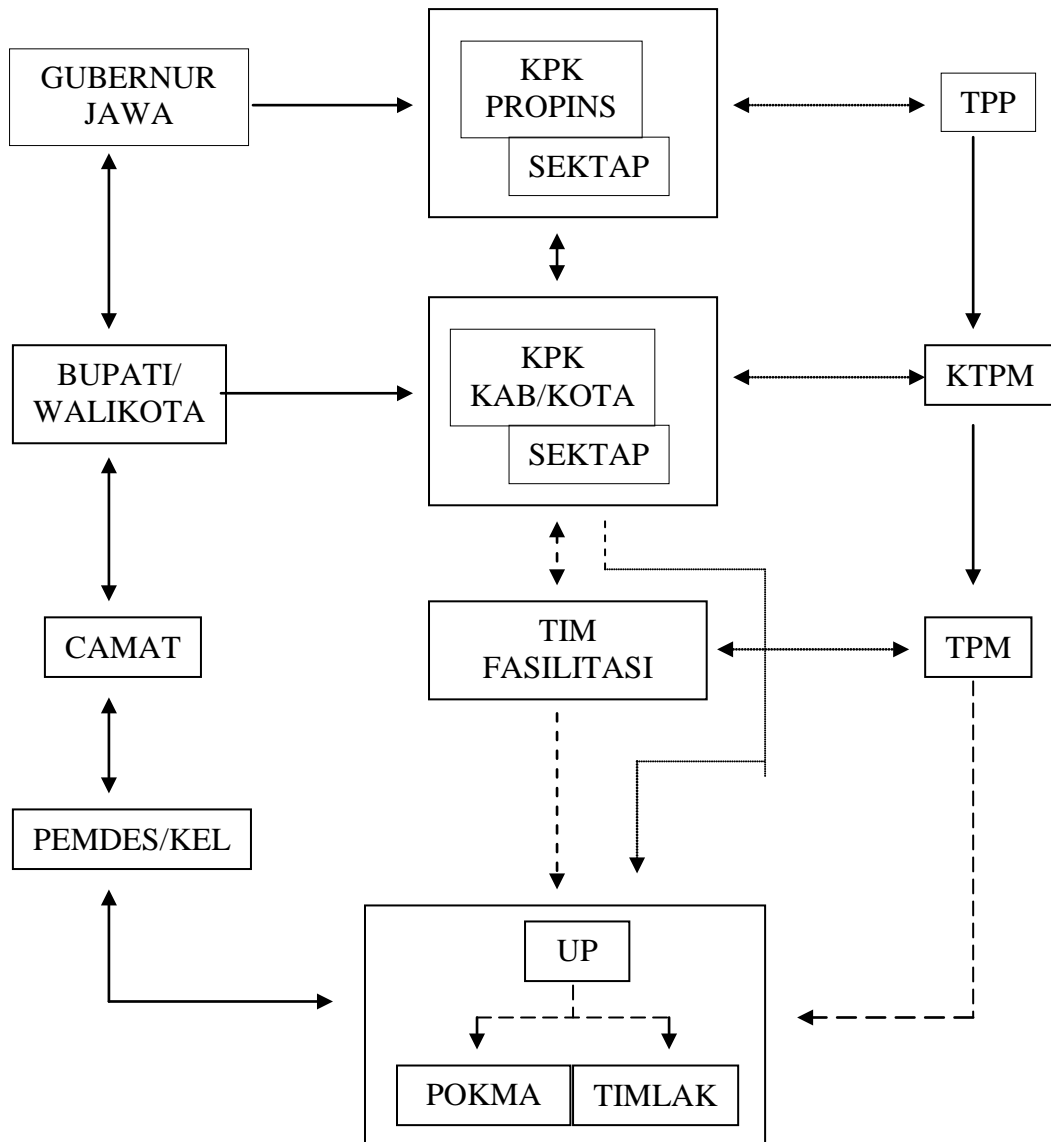 GUBERNUR
JAWA
KPK
PROPINS
SEKTAP
TPP
BUPATI/
WALIKOTA
KPK
KAB/KOTA
SEKTAP
KTPM
CAMAT
TIM
FASILITASI
TPM
PEMDES/KEL
UP
POKMA
TIMLAK